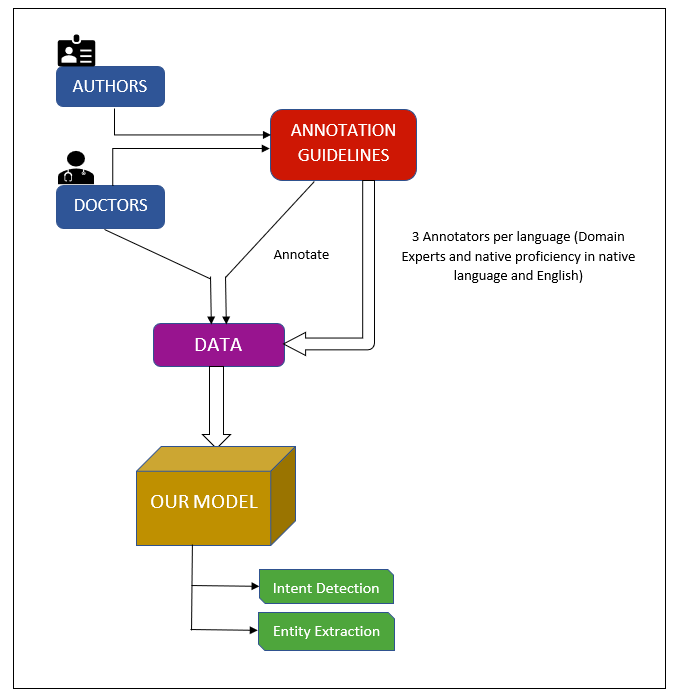 AUTHORS
ANNOTATION
GUIDELINES
DOCTORS
Annotate
3 Annotators per language (Domain
Experts and native proficiency in native
language and English)
DATA
OUR MODEL
Intent Detection
Entity Extraction